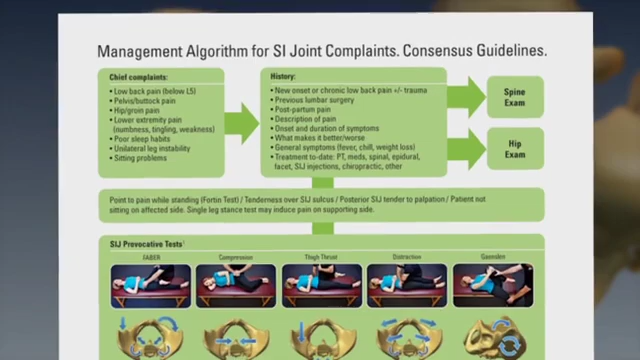 Management Algorithm for SI Joint Complaints. Consensus Guidelines.
Chief complaints:
• Low back pain (below L5)
• Pelvis/buttock pain
• Hip/groin pain
• Lower extremity pain
(numbness, tingling, weakness)
• Poor sleep habits
• Unilateral leg instability
• Sitting problems
History:
• New onset or chronic low back pain +/- trauma
• Previous lumbar surgery
• Post-partum pain
• Description of pain
• Onset and duration of symptoms
• What makes it better/worse
• General symptoms (fever, chill, weight loss)
• Treatment to-date: PT, meds, spinal, epidural,
facet, SIJ injections, chiropractic, other
Spine
Exam
Hip
Exam
Point to pain while standing (Fortin Test) / Tenderness over SIJ sulcus / Posterior SIJ tender to palpation / Patient not
sitting on affected side. Single leg stance test may induce pain on supporting side.
SIJ Provocative Tests¹
FABER
Compression
Thigh Thrust
Distraction
Gaenslen